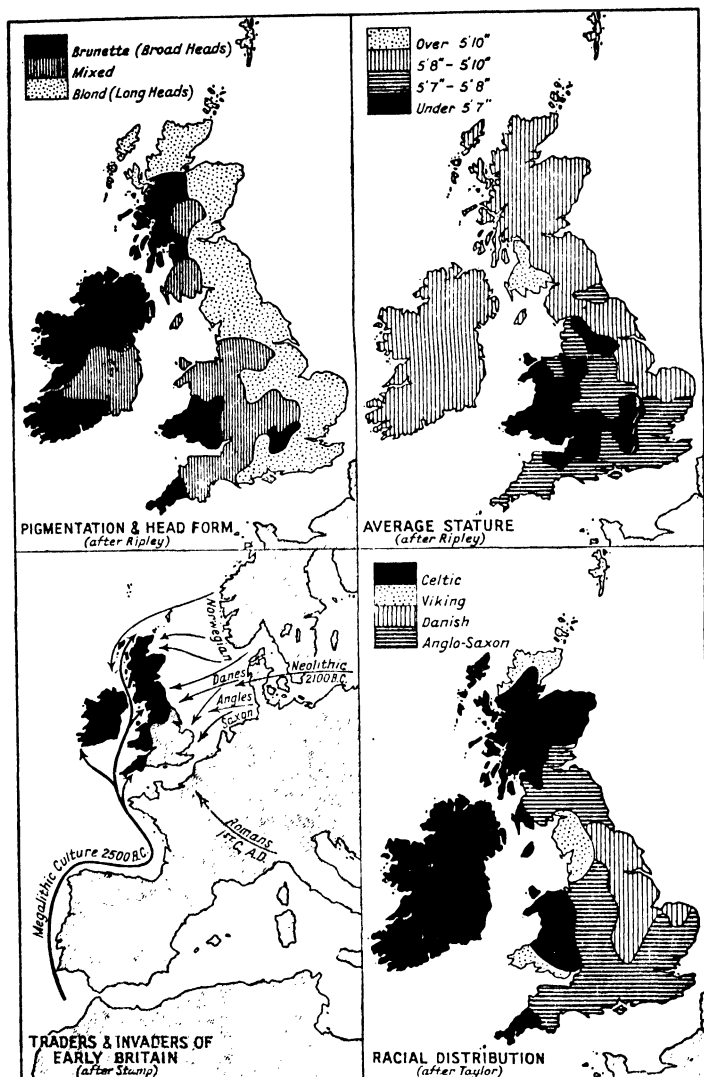 Brunette (Broad Heads)
Mixed
Blond (Long Heads)
PIGMENTATION & HEAD FORM
(after Ripley)
Over 5'10"
5'8" - 5'10"
5'7" - 5'8"
Under 5'7"
AVERAGE STATURE
(after Ripley)
Norwegian
Danes
Neolithic
2100 B.C.
Angles
Saxon
Romans
1st C. A.D.
Megalithic Culture 2500 B.C.
TRADERS & INVADERS OF
EARLY BRITAIN
(after Stamp)
Celtic
Viking
Danish
Anglo-Saxon
RACIAL DISTRIBUTION
(after Taylor)